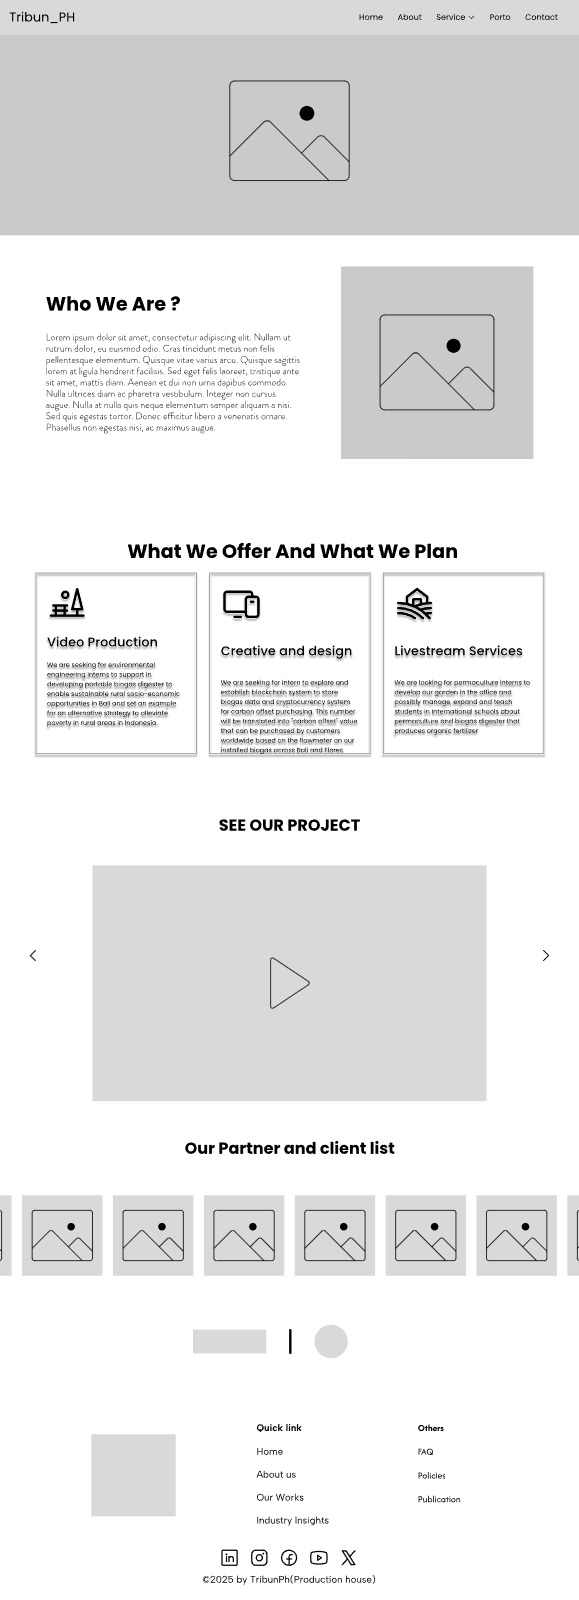 Tribun_PH
Home About Service Porto Contact
Who We Are ?
Lorem ipsum dolor sit amet, consectetur adipiscing elit. Nullam ut
rutrum dolor, eu euismod odio. Cras tincidunt metus non felis
pellentesque elementum. Quisque vitae varius arcu. Quisque sagittis
lorem at ligula hendrerit facilisis. Sed eget felis laoreet, tristique ante
sit amet, mattis diam. Aenean et dui non urna dapibus commodo.
Nulla ultrices diam ac pharetra vestibulum. Integer non cursus
augue. Nulla at nulla quis neque elementum semper aliquam a nisi.
Sed quis egestas tortor. Donec efficitur libero a venenatis ornare.
Phasellus non egestas nisi, ac maximus augue.
What We Offer And What We Plan
Video Production
We are seeking for environmental
engineering interns to support in
developing portable biogas digester to
enable sustainable rural socio-economic
opportunities in Bali and set an example
for an alternative strategy to alleviate
poverty in rural areas in Indonesia.
Creative and design
We are seeking for intern to explore and
establish blockchain system to store
biogas data and cryptocurrency system
for carbon offset purchasing. This number
will be translated into "carbon offset" value
that can be purchased by customers
worldwide based on the flowmeter on our
installed biogas across Bali and Flores.
Livestream Services
We are looking for permaculture interns to
develop our garden in the office and
possibly manage, expand and teach
students in international schools about
permaculture and biogas digester that
produces organic fertilizer
SEE OUR PROJECT
Our Partner and client list
Quick link
Home
About us
Our Works
Industry Insights
Others
FAQ
Policies
Publication
©2025 by TribunPh(Production house)